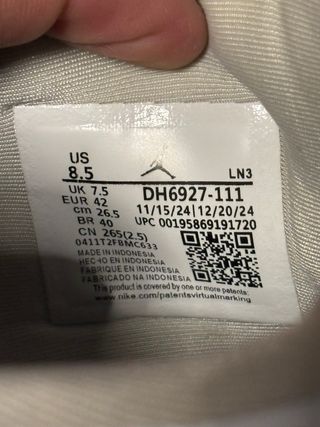 US
8.5
LN3
UK 7.5
DH6927-111
EUR 42
11/15/24|12/20/24
cm 26.5
UPC 00195869191720
BR 40
CN 265(2.5)
0411T2FBMC633
MADE IN INDONESIA
HECHO EN INDONESIA
FABRIQUE EN INDONESIA
FABRICADO NA INDONESIA
This product is covered by one or more patents:
www.nike.com/patentsvirtualmarking